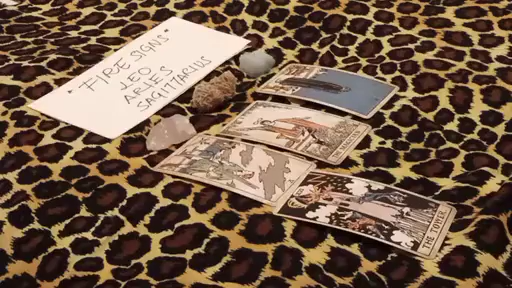 *FIRE SIGNS*
LEO
ARIES
SAGITTARIUS
THE TOWER